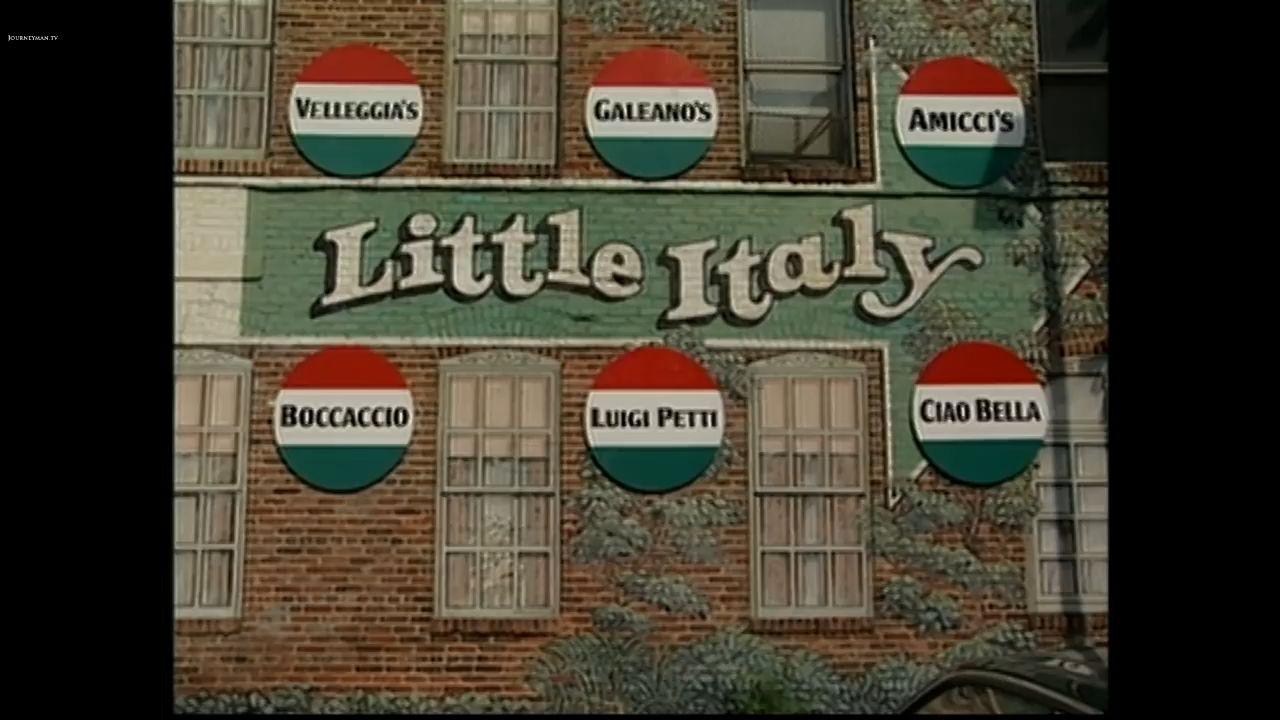 JOURNEYMAN.TV
VELLEGGIA'S
GALEANO'S
AMICCI'S
Little Italy
BOCCACCIO
LUIGI PETTI
CIAO BELLA